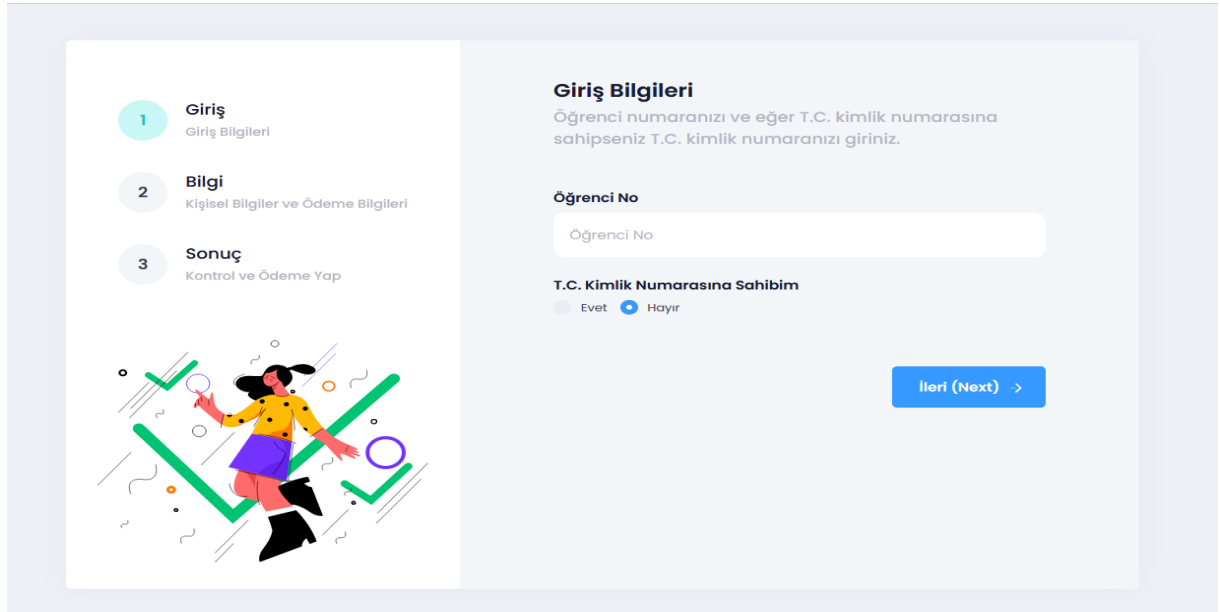 1
Giriş
Giriş Bilgileri
2
Bilgi
Kişisel Bilgiler ve Ödeme Bilgileri
3
Sonuç
Kontrol ve Ödeme Yap
Giriş Bilgileri
Öğrenci numaranızı ve eğer T.C. kimlik numarasına
sahipseniz T.C. kimlik numaranızı giriniz.
Öğrenci No
Öğrenci No
T.C. Kimlik Numarasına Sahibim
Evet Hayır
İleri (Next) →